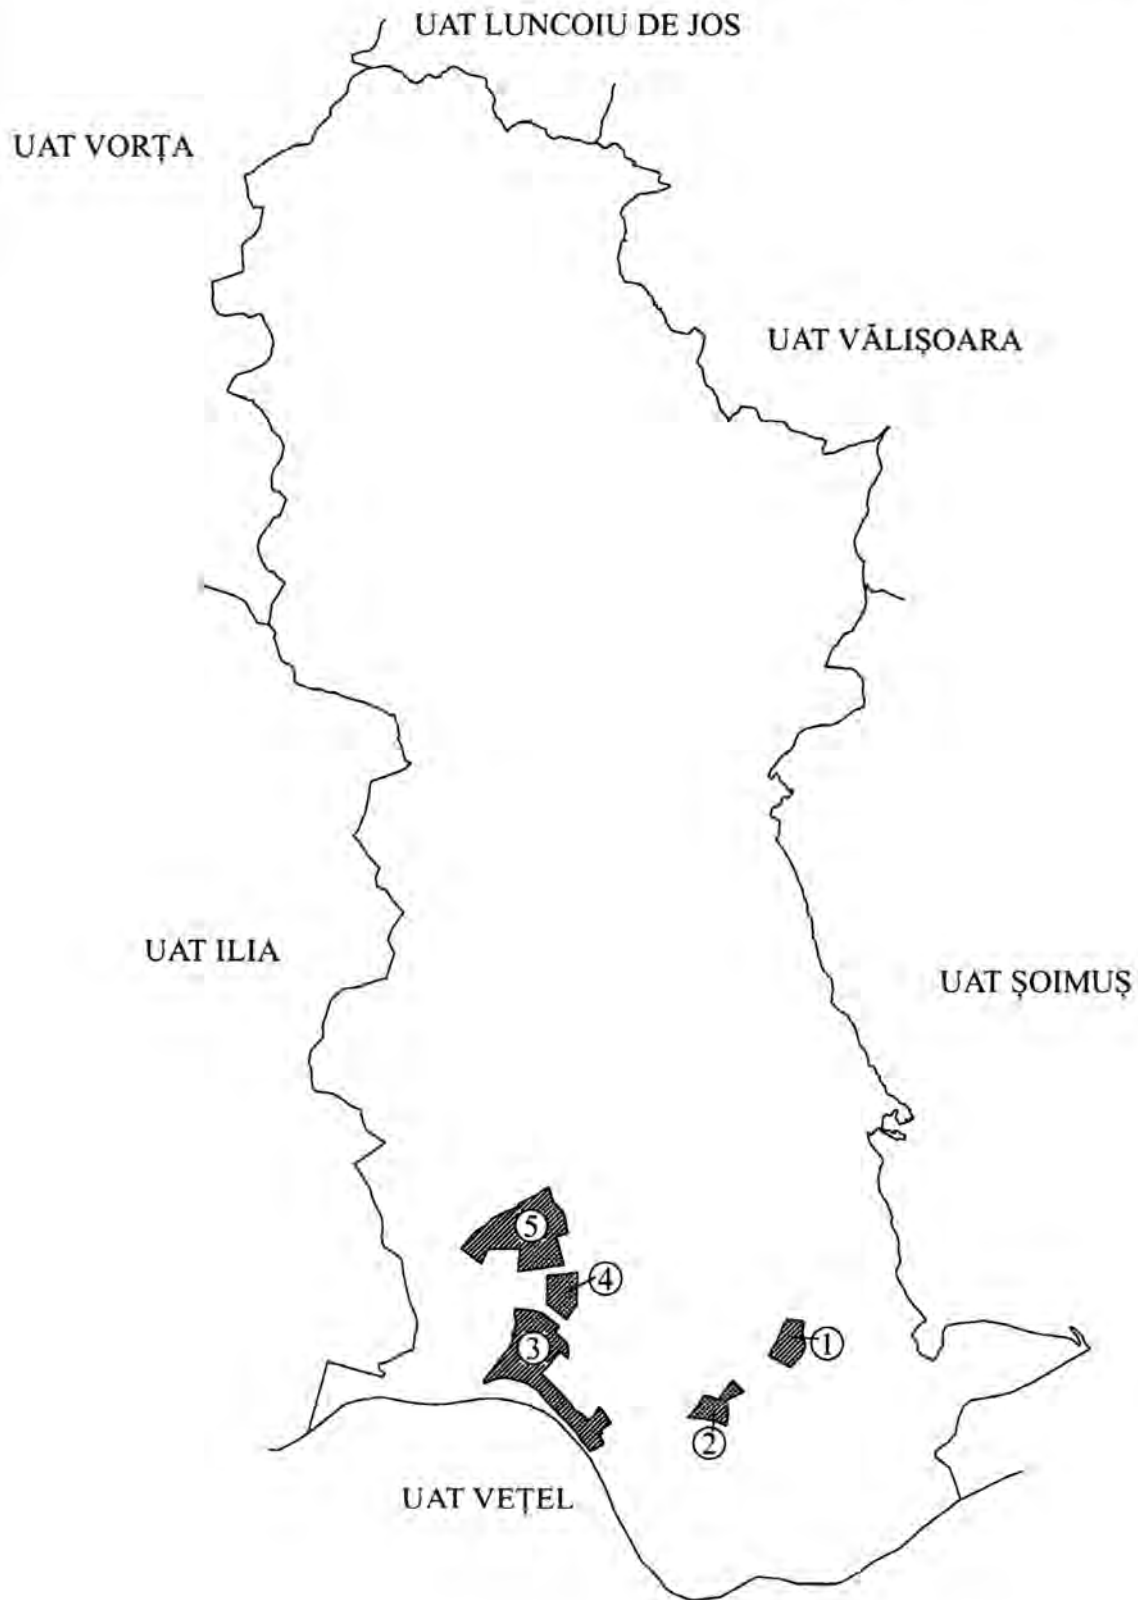 UAT LUNCOIU DE JOS
UAT VORȚA
UAT VĂLIȘOARA
UAT ILIA
UAT ȘOIMUȘ
5
4
3
1
2
UAT VEȚEL